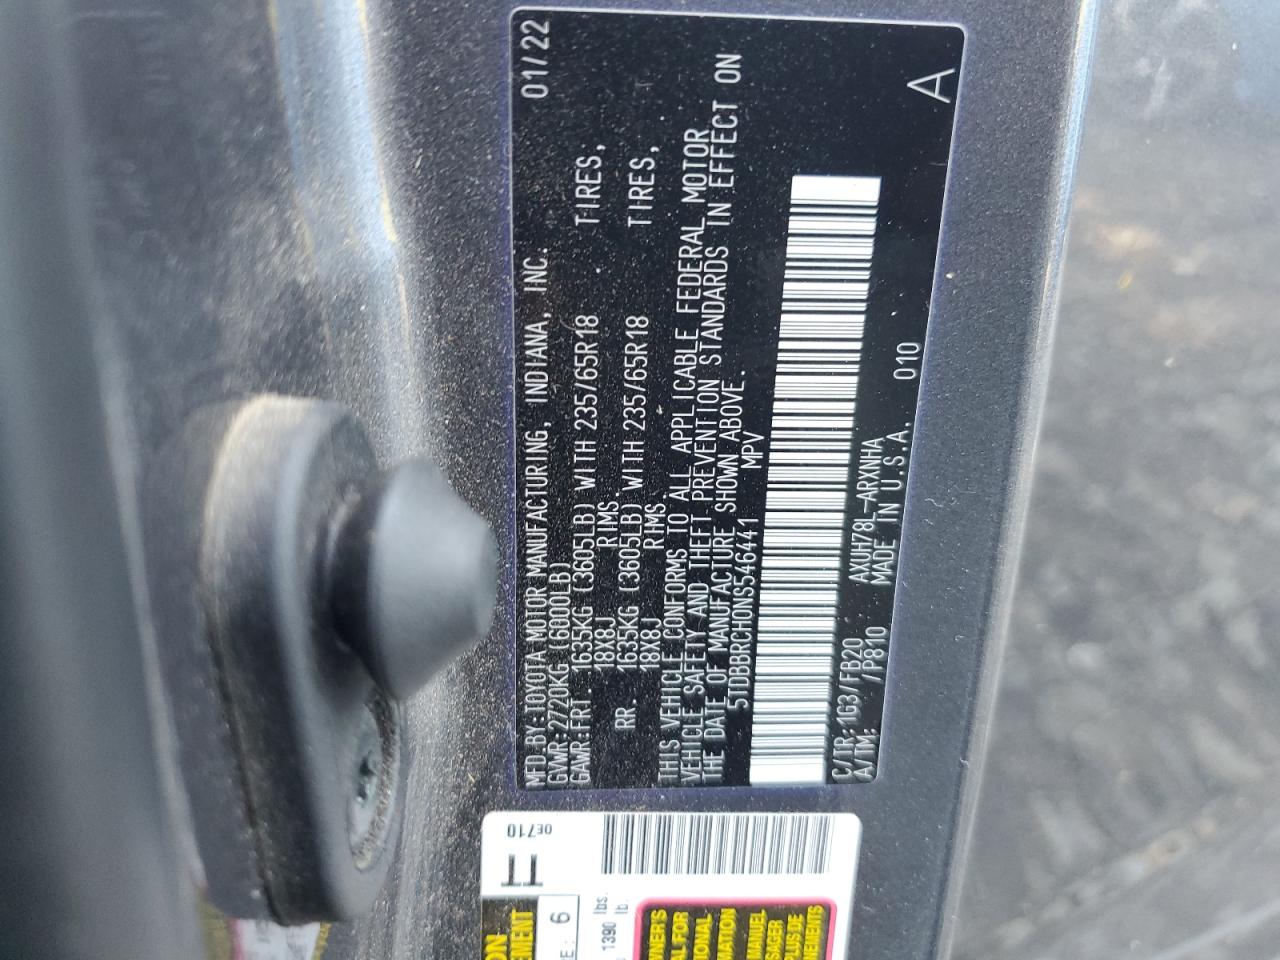 MFD.BY:TOYOTA MOTOR MANUFACTURING, INDIANA, INC. 01/22
GVWR:2720KG (6000LB)
GAWR:FRT. 1635KG (3605LB) WITH 235/65R18 TIRES,
18X8J RIMS.
RR. 1635KG (3605LB) WITH 235/65R18 TIRES,
18X8J RIMS.
THIS VEHICLE CONFORMS TO ALL APPLICABLE FEDERAL MOTOR
VEHICLE SAFETY AND THEFT PREVENTION STANDARDS IN EFFECT ON
THE DATE OF MANUFACTURE SHOWN ABOVE.
5TDBBRCH0NS546441 MPV
C/TR:1G3/FB20 AXUH78L-ARXNHA
A/TM: /P810 MADE IN U.S.A. 010
A
0E710
6
1390 lbs.
lb.